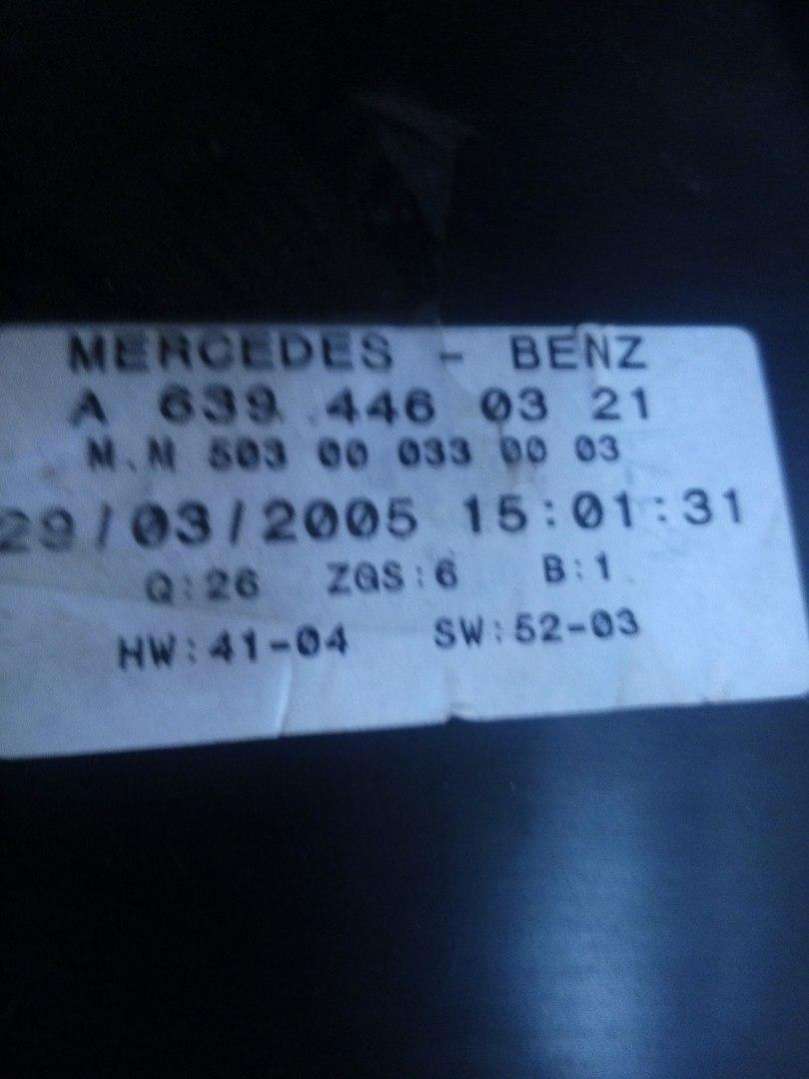 MERCEDES - BENZ
A 639 446 03 21
M.M 503 00 033 00 03
29/03/2005 15:01:31
Q:26 ZGS:6 B:1
HW:41-04 SW:52-03